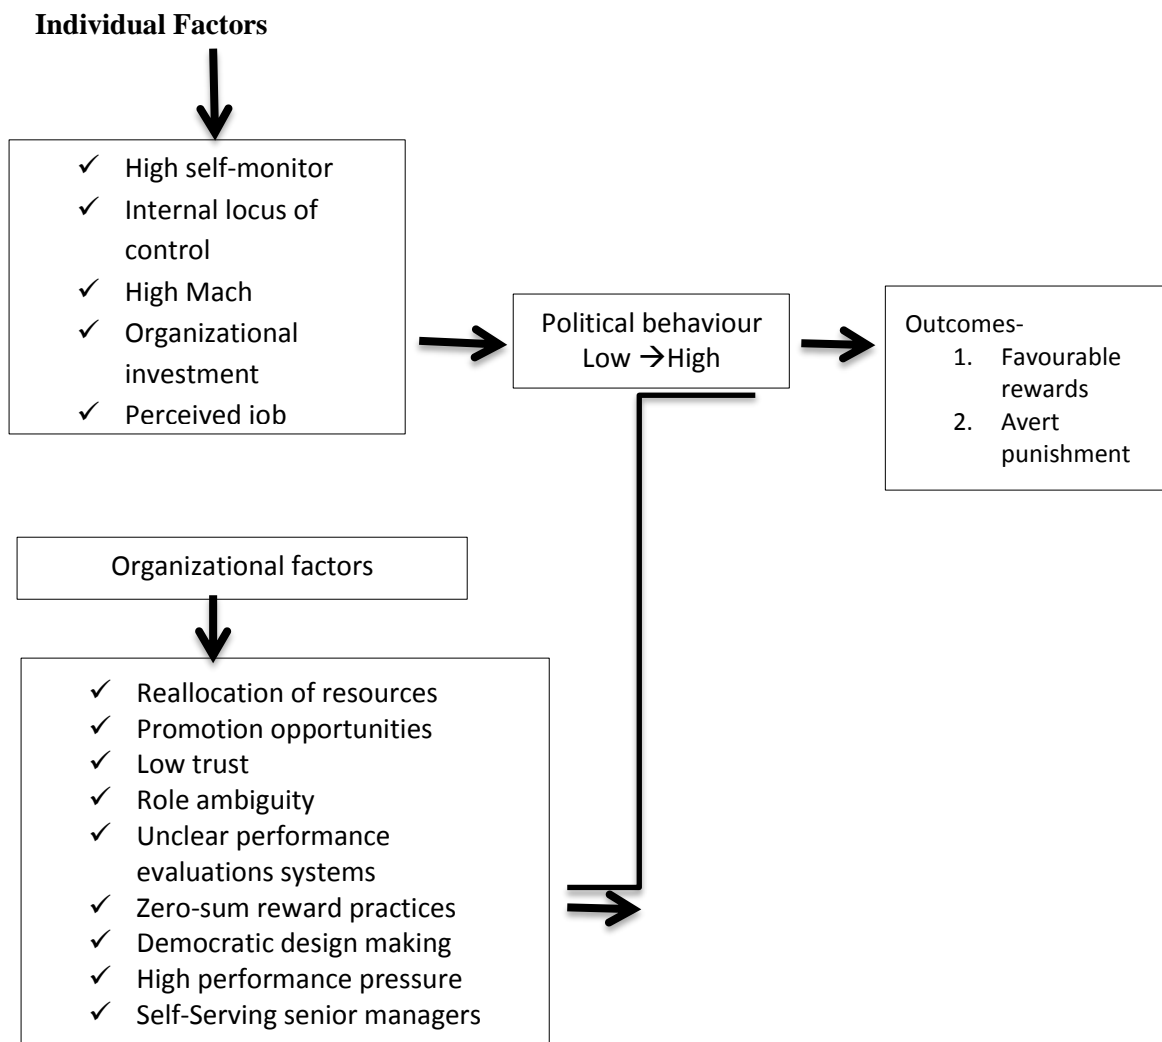 Individual Factors
✓ High self-monitor
✓ Internal locus of
control
✓ High Mach
✓ Organizational
investment
✓ Perceived job
Political behaviour
Low →High
Outcomes-
1. Favourable
rewards
2. Avert
punishment
Organizational factors
✓ Reallocation of resources
✓ Promotion opportunities
✓ Low trust
✓ Role ambiguity
✓ Unclear performance
evaluations systems
✓ Zero-sum reward practices
✓ Democratic design making
✓ High performance pressure
✓ Self-Serving senior managers